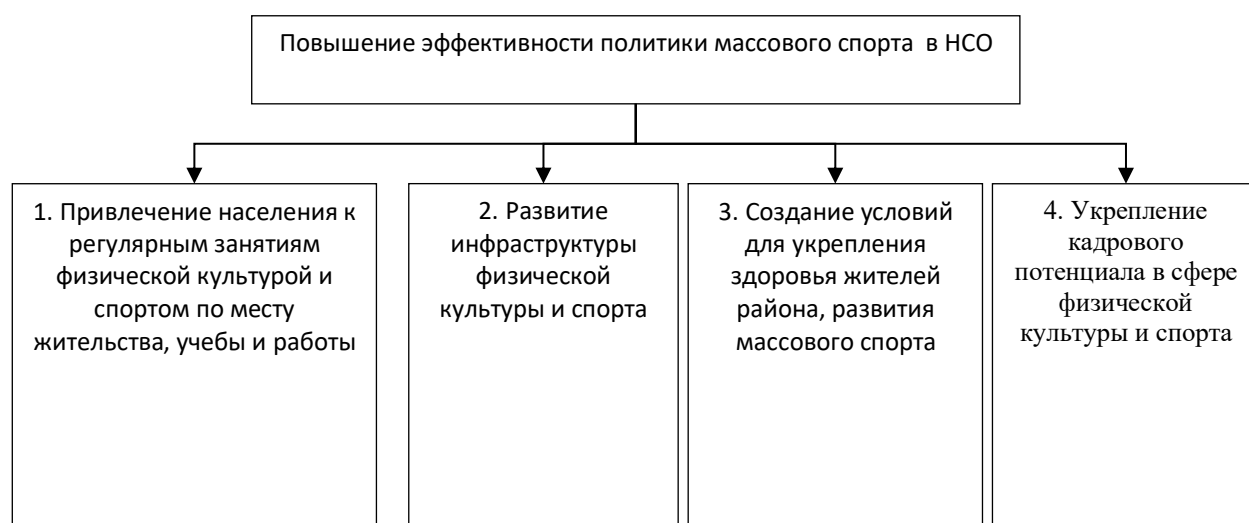 Повышение эффективности политики массового спорта  в НСО
1. Привлечение населения к
регулярным занятиям
физической культурой и
спортом по месту
жительства, учебы и работы
2. Развитие
инфраструктуры
физической
культуры и спорта
3. Создание условий
для укрепления
здоровья жителей
района, развития
массового спорта
4. Укрепление
кадрового
потенциала в сфере
физической
культуры и спорта